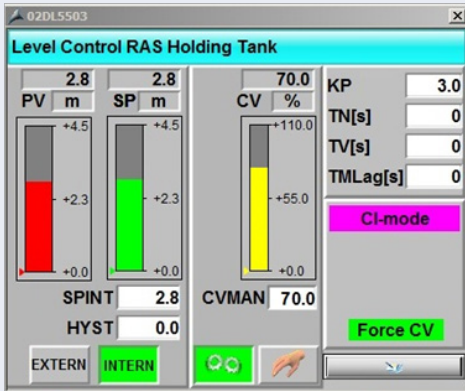 02DL5503
Level Control RAS Holding Tank
2.8 2.8 70.0
PV m SP m CV %
+4.5 +4.5 +110.0
+2.3 +2.3 +55.0
+0.0 +0.0 +0.0
SPINT 2.8 CVMAN 70.0
HYST 0.0
EXTERN INTERN
KP 3.0
TN[s] 0
TV[s] 0
TMLag[s] 0
CI-mode
Force CV